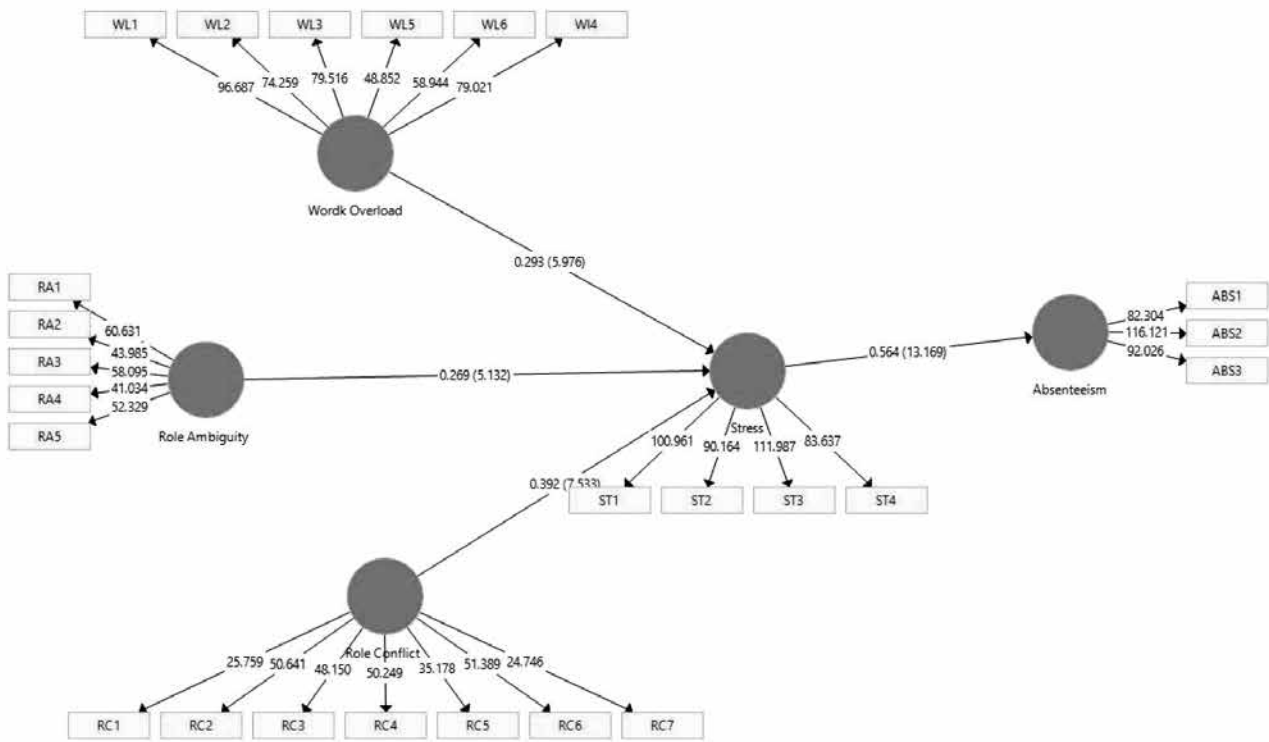 WL1 WL2 WL3 WL5 WL6 WI4
96.687 74.259 79.516 48.852 58.944 79.021
Wordk Overload
0.293 (5.976)
RA1
RA2
RA3
RA4
RA5
60.631
43.985
58.095
41.034
52.329
Role Ambiguity
0.269 (5.132)
Stress
0.564 (13.169)
Absenteeism
82.304
116.121
92.026
ABS1
ABS2
ABS3
100.961 90.164 111.987 83.637
ST1 ST2 ST3 ST4
0.392 (7.533)
Role Conflict
25.759 50.641 48.150 50.249 35.178 51.389 24.746
RC1 RC2 RC3 RC4 RC5 RC6 RC7